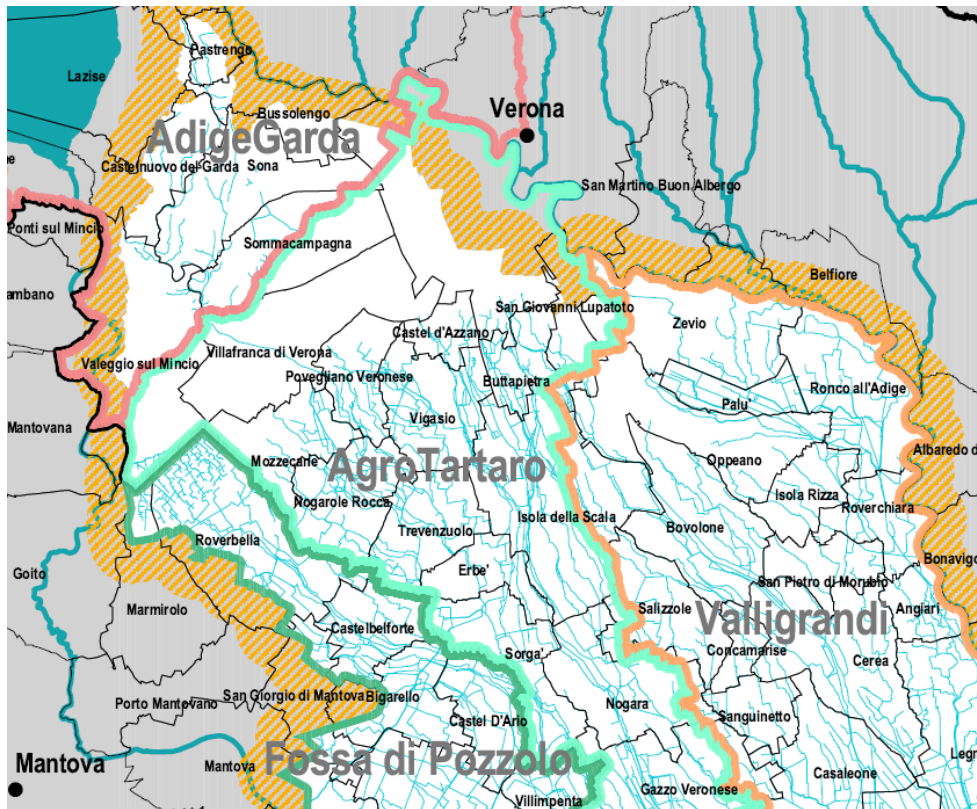 Pastrengo
Lazise
Verona
Bussolengo
AdigeGarda
Castelnuovo del Garda
Sona
San Martino Buon Albergo
Ponti sul Mincio
Sommacampagna
Belfiore
ambano
San Giovanni Lupatoto
Zevio
Castel d'Azzano
Villafranca di Verona
Valeggio sul Mincio
Povegliano Veronese
Buttapietra
Ronco all'Adige
Palu'
Vigasio
Mantovana
Albaredo d
Mozzecane
AgroTartaro
Oppeano
Nogarole Rocca
Isola Rizza
Roverchiara
Isola della Scala
Trevenzuolo
Bovolone
Roverbella
Bonavigo
Goito
Erbe'
San Pietro di Morubio
Marmirolo
Salizzole
Valligrandi
Angiari
Castelbelforte
Concamarise
Sorga'
Cerea
San Giorgio di Mantova
Bigarello
Porto Mantovano
Nogara
Castel D'Ario
Sanguinetto
Fossa di Pozzolo
Legn
Mantova
Mantova
Casaleone
Gazzo Veronese
Villimpenta